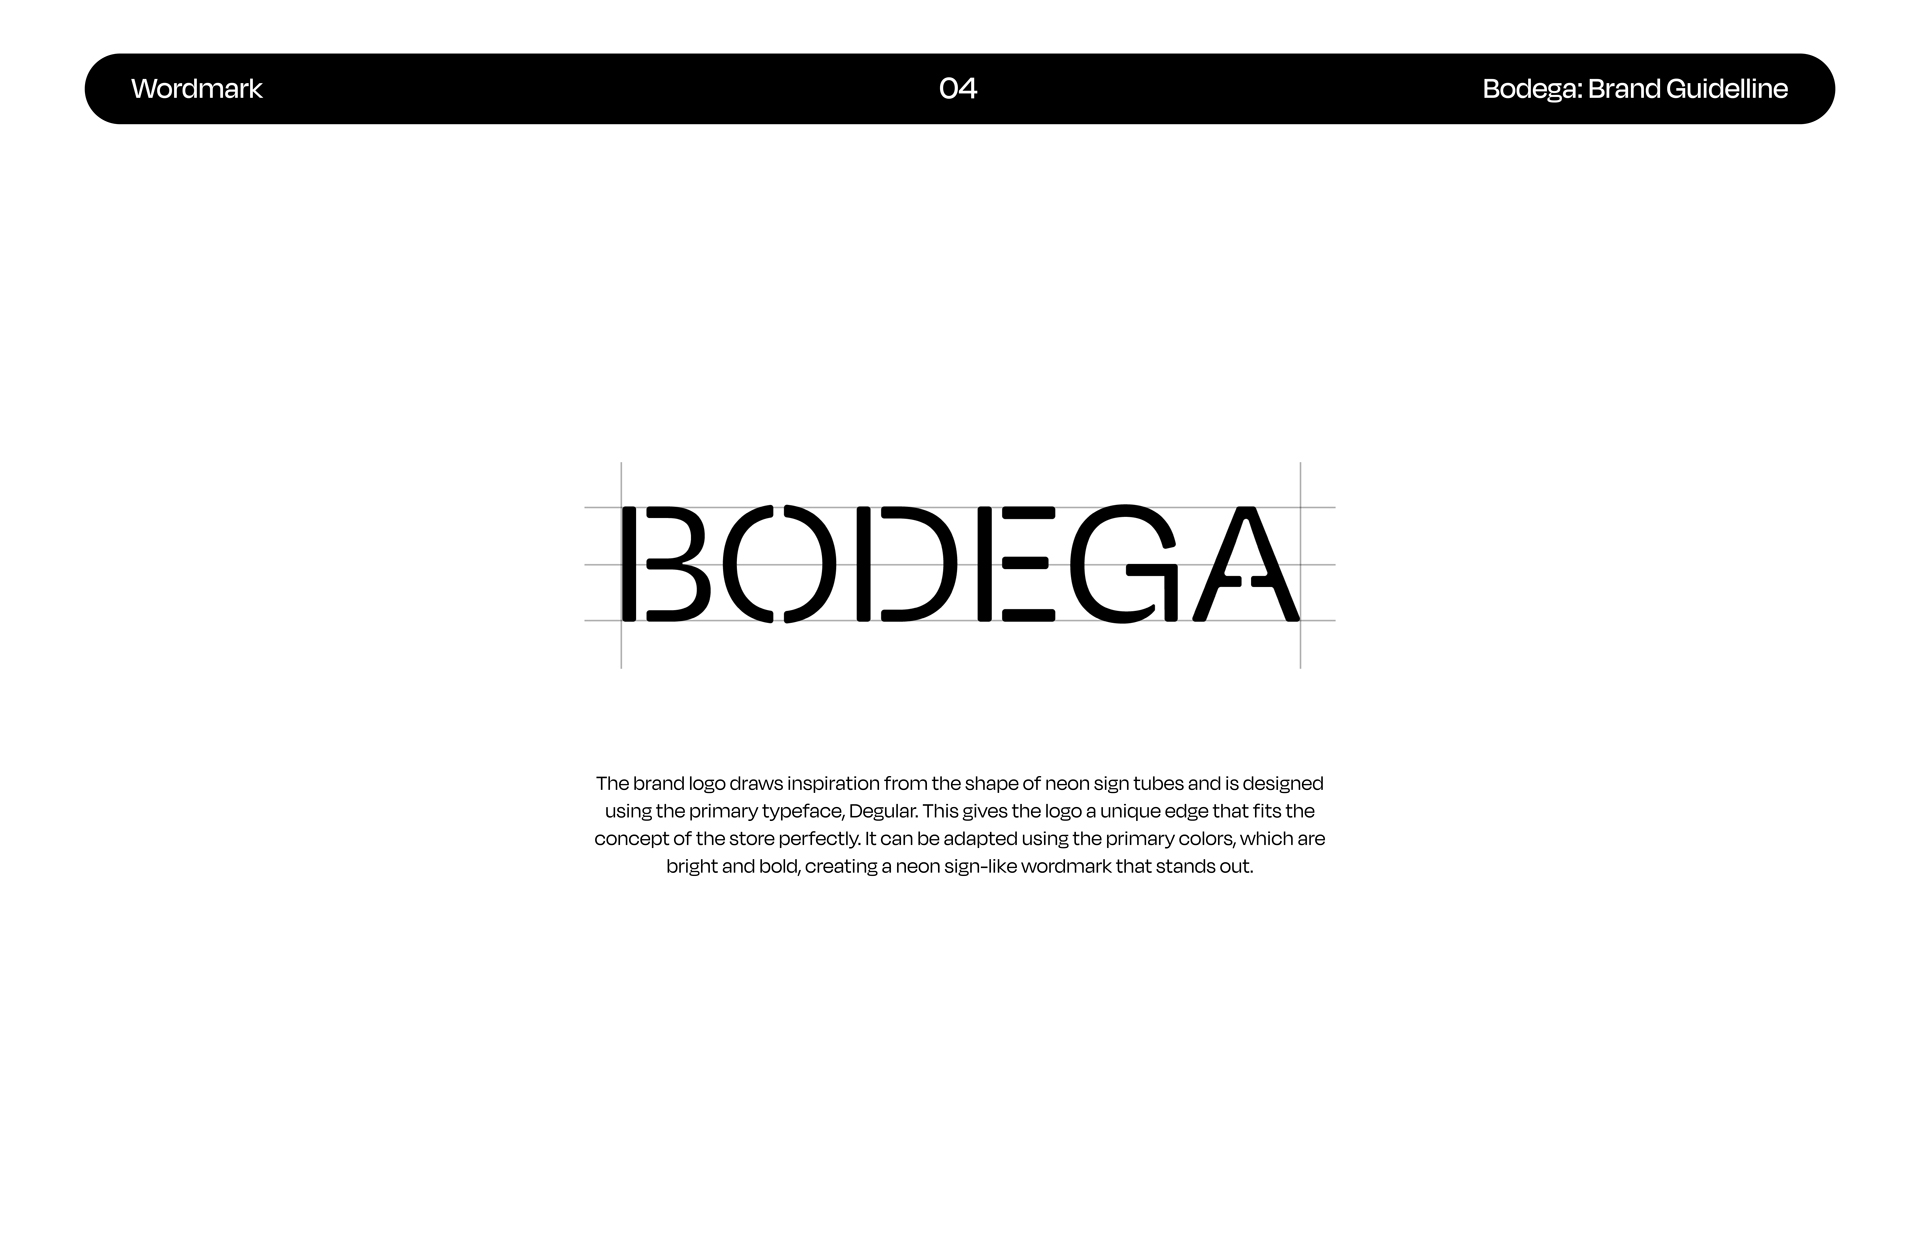 Wordmark
04
Bodega: Brand Guidelline
BODEGA
The brand logo draws inspiration from the shape of neon sign tubes and is designed
using the primary typeface, Degular. This gives the logo a unique edge that fits the
concept of the store perfectly. It can be adapted using the primary colors, which are
bright and bold, creating a neon sign-like wordmark that stands out.